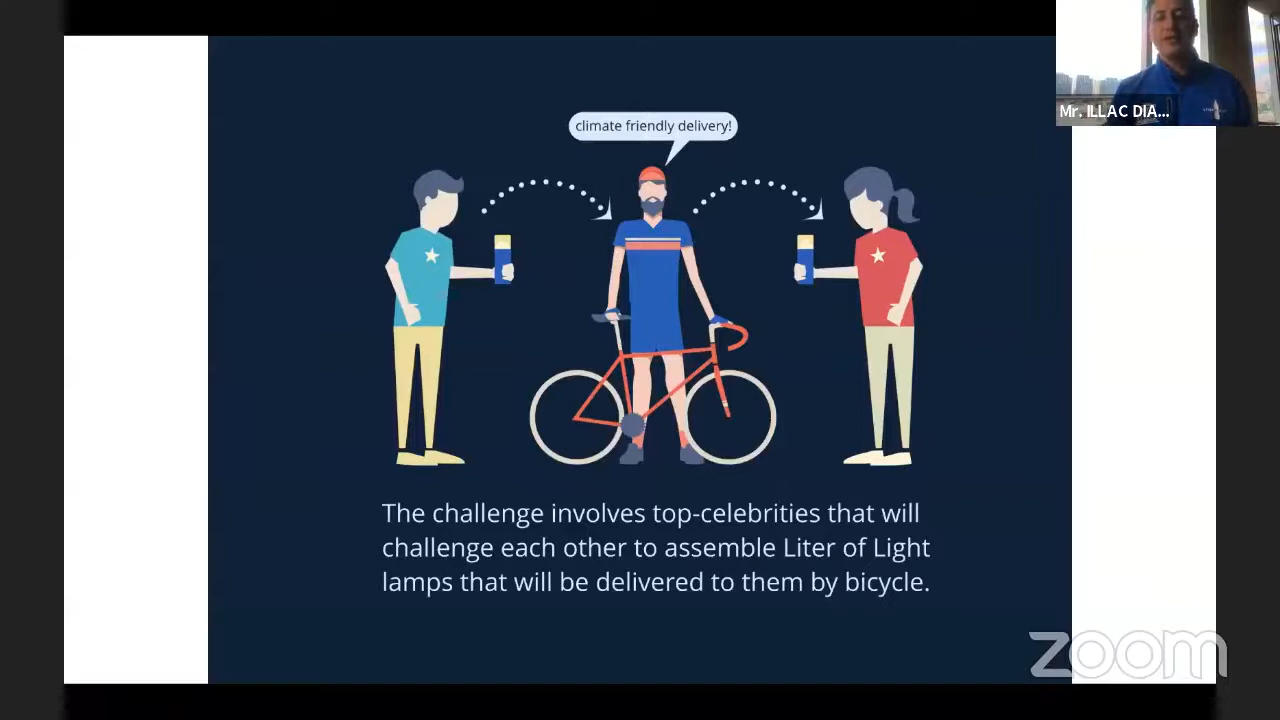 Mr. ILLAC DIA...
climate friendly delivery!
The challenge involves top-celebrities that will
challenge each other to assemble Liter of Light
lamps that will be delivered to them by bicycle.
zoom